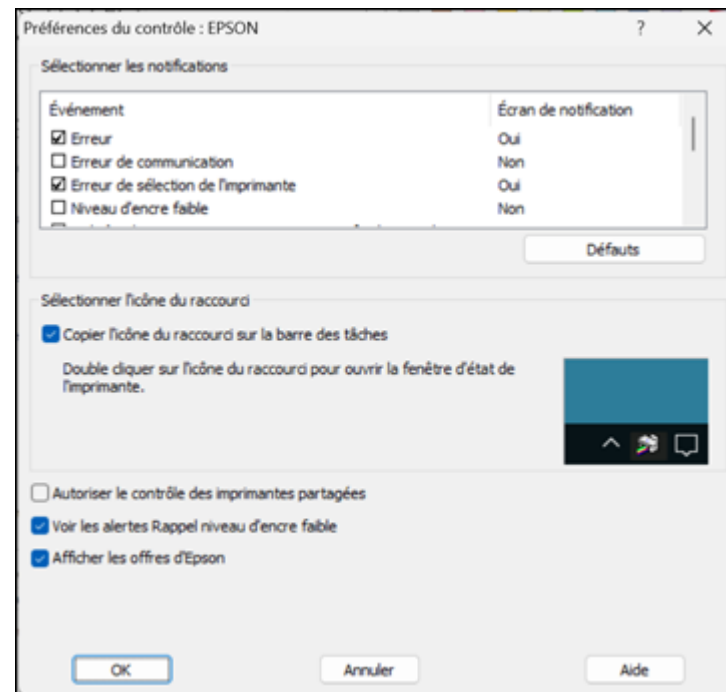 Préférences du contrôle : EPSON
Sélectionner les notifications
Événement Écran de notification
Erreur Oui
Erreur de communication Non
Erreur de sélection de l'imprimante Oui
Niveau d'encre faible Non
Défauts
Sélectionner l'icône du raccourci
Copier l'icône du raccourci sur la barre des tâches
Double cliquer sur l'icône du raccourci pour ouvrir la fenêtre d'état de
l'imprimante.
Autoriser le contrôle des imprimantes partagées
Voir les alertes Rappel niveau d'encre faible
Afficher les offres d'Epson
OK Annuler Aide